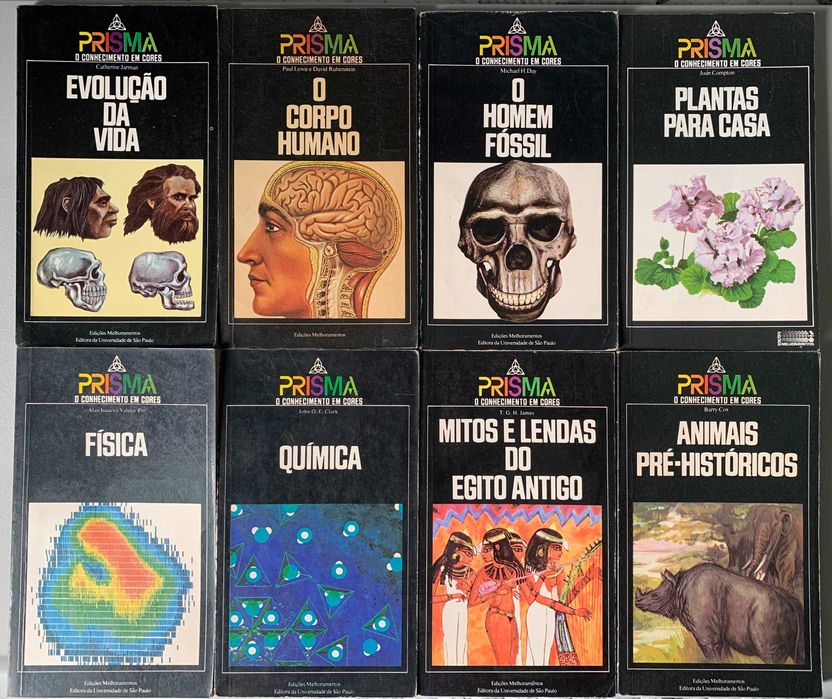 PRISMA
O CONHECIMENTO EM CORES
Catherine Jarman
EVOLUÇÃO
DA
VIDA
Edições Melhoramentos
Editora da Universidade de São Paulo
PRISMA
O CONHECIMENTO EM CORES
Paul Lewis e David Rubenstein
O
CORPO
HUMANO
Edições Melhoramentos
PRISMA
O CONHECIMENTO EM CORES
Michael H. Day
O
HOMEM
FÓSSIL
Edições Melhoramentos
Editora da Universidade de São Paulo
PRISMA
O CONHECIMENTO EM CORES
Joan Compton
PLANTAS
PARA CASA
EDIÇÕES
MELHORAMENTOS
PRISMA
O CONHECIMENTO EM CORES
Alan Isaacs e Valerie Pitt
FÍSICA
Edições Melhoramentos
Editora da Universidade de São Paulo
PRISMA
O CONHECIMENTO EM CORES
John O. E. Clark
QUÍMICA
Edições Melhoramentos
Editora da Universidade de São Paulo
PRISMA
O CONHECIMENTO EM CORES
T. G. H. James
MITOS E LENDAS
DO
EGITO ANTIGO
Edições Melhoramentos
Editora da Universidade de São Paulo
PRISMA
O CONHECIMENTO EM CORES
Barry Cox
ANIMAIS
PRÉ-HISTÓRICOS
Edições Melhoramentos
Editora da Universidade de São Paulo